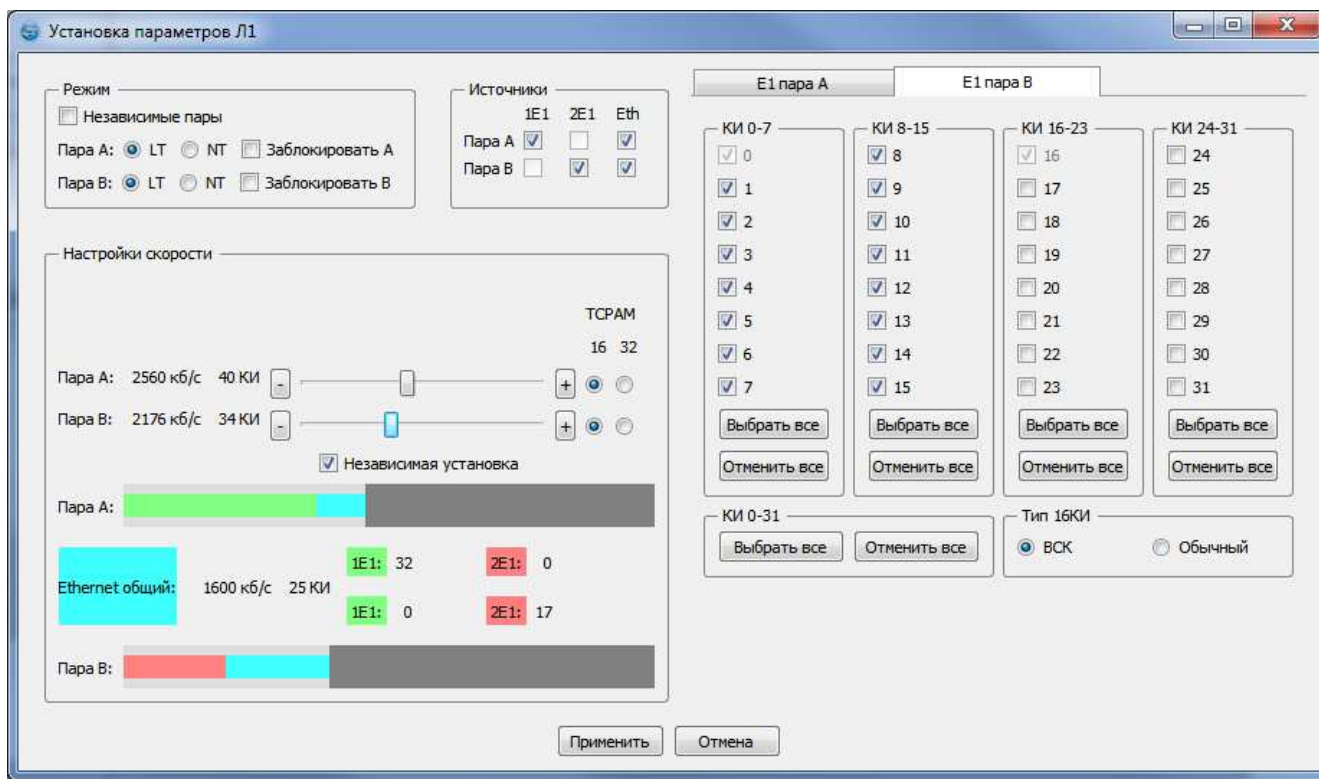 Установка параметров Л1
Режим
Независимые пары
Пара А: LT NT Заблокировать А
Пара В: LT NT Заблокировать В
Источники
1E1 2E1 Eth
Пара А
Пара В
Настройки скорости
TCPAM
16 32
Пара А: 2560 кб/с 40 КИ - +
Пара В: 2176 кб/с 34 КИ - +
Независимая установка
Пара А:
Ethernet общий: 1600 кб/с 25 КИ
1E1: 32 2E1: 0
1E1: 0 2E1: 17
Пара В:
E1 пара А E1 пара В
КИ 0-7 КИ 8-15 КИ 16-23 КИ 24-31
0 8 16 24
1 9 17 25
2 10 18 26
3 11 19 27
4 12 20 28
5 13 21 29
6 14 22 30
7 15 23 31
Выбрать все Выбрать все Выбрать все Выбрать все
Отменить все Отменить все Отменить все Отменить все
КИ 0-31
Выбрать все Отменить все
Тип 16КИ
ВСК Обычный
Применить Отмена